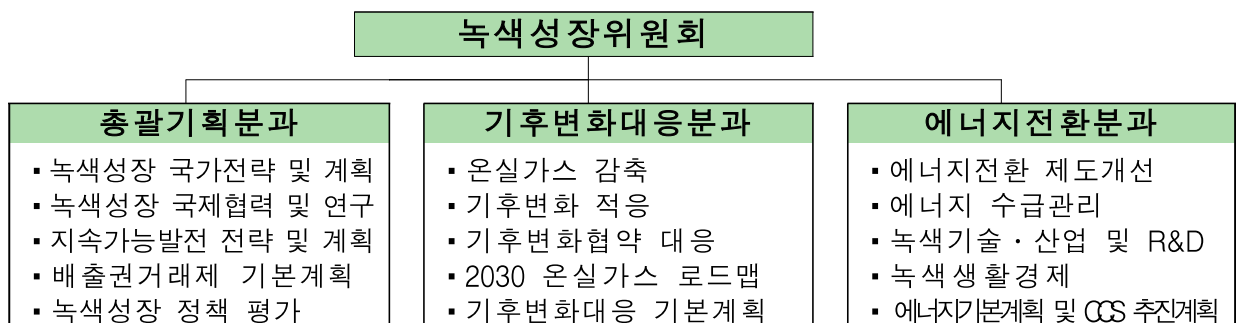 녹색성장위원회
총괄기획분과
▪ 녹색성장 국가전략 및 계획
▪ 녹색성장 국제협력 및 연구
▪ 지속가능발전 전략 및 계획
▪ 배출권거래제 기본계획
▪ 녹색성장 정책 평가
기후변화대응분과
▪ 온실가스 감축
▪ 기후변화 적응
▪ 기후변화협약 대응
▪ 2030 온실가스 로드맵
▪ 기후변화대응 기본계획
에너지전환분과
▪ 에너지전환 제도개선
▪ 에너지 수급관리
▪ 녹색기술 · 산업 및 R&D
▪ 녹색생활경제
▪ 에너지기본계획 및 CCS 추진계획